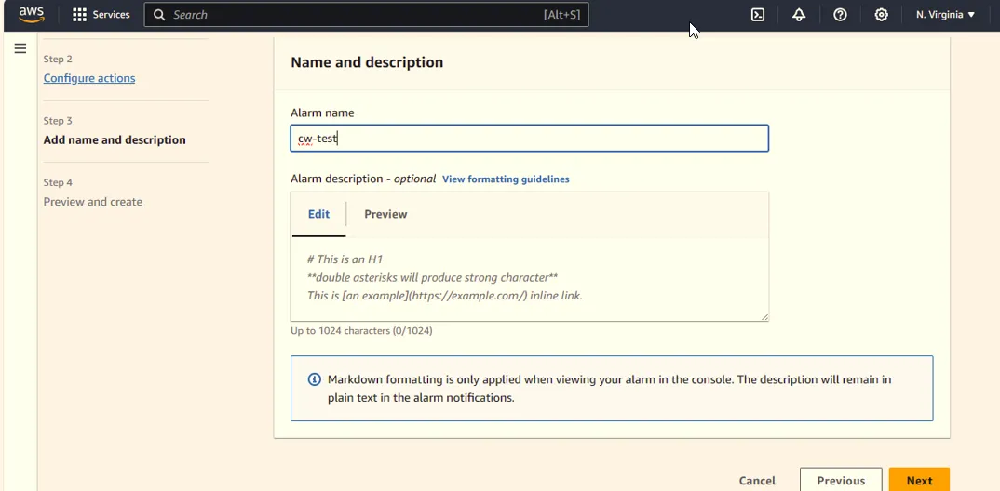 aws Services Search [Alt+S] N. Virginia
Step 2
Configure actions
Step 3
Add name and description
Step 4
Preview and create
Name and description
Alarm name
cw-test
Alarm description - optional View formatting guidelines
Edit Preview
# This is an H1
**double asterisks will produce strong character**
This is [an example](https://example.com/) inline link.
Up to 1024 characters (0/1024)
Markdown formatting is only applied when viewing your alarm in the console. The description will remain in
plain text in the alarm notifications.
Cancel Previous Next